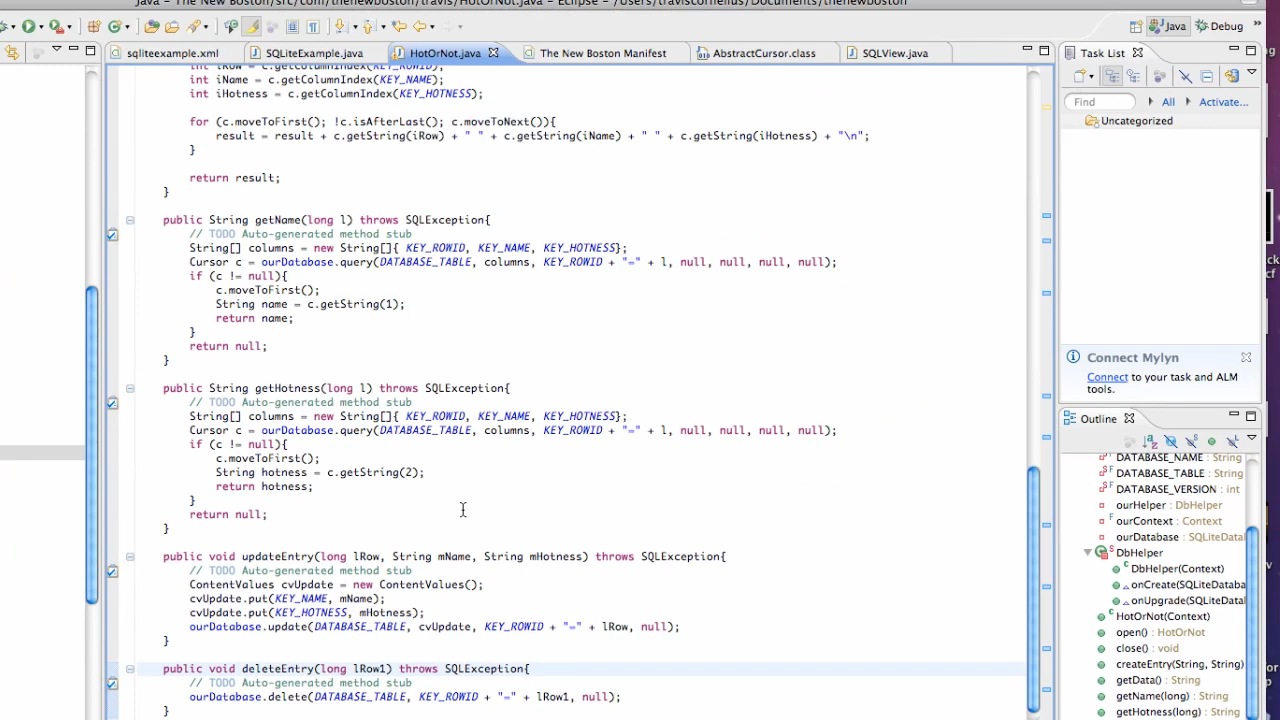 Java - The New Boston/src/com/thenewboston/travis/HotOrNot.java - Eclipse - /Users/traviscornelius/Documents/thenewboston
Java
Debug
sqliteexample.xml
SQLiteExample.java
HotOrNot.java
The New Boston Manifest
AbstractCursor.class
SQLView.java
int iRow = c.getColumnIndex(KEY_ROWID);
int iName = c.getColumnIndex(KEY_NAME);
int iHotness = c.getColumnIndex(KEY_HOTNESS);
for (c.moveToFirst(); !c.isAfterLast(); c.moveToNext()){
result = result + c.getString(iRow) + " " + c.getString(iName) + " " + c.getString(iHotness) + "\n";
}
return result;
}
public String getName(long l) throws SQLException{
// TODO Auto-generated method stub
String[] columns = new String[]{ KEY_ROWID, KEY_NAME, KEY_HOTNESS};
Cursor c = ourDatabase.query(DATABASE_TABLE, columns, KEY_ROWID + "=" + l, null, null, null, null);
if (c != null){
c.moveToFirst();
String name = c.getString(1);
return name;
}
return null;
}
public String getHotness(long l) throws SQLException{
// TODO Auto-generated method stub
String[] columns = new String[]{ KEY_ROWID, KEY_NAME, KEY_HOTNESS};
Cursor c = ourDatabase.query(DATABASE_TABLE, columns, KEY_ROWID + "=" + l, null, null, null, null);
if (c != null){
c.moveToFirst();
String hotness = c.getString(2);
return hotness;
}
return null;
}
public void updateEntry(long lRow, String mName, String mHotness) throws SQLException{
// TODO Auto-generated method stub
ContentValues cvUpdate = new ContentValues();
cvUpdate.put(KEY_NAME, mName);
cvUpdate.put(KEY_HOTNESS, mHotness);
ourDatabase.update(DATABASE_TABLE, cvUpdate, KEY_ROWID + "=" + lRow, null);
}
public void deleteEntry(long lRow1) throws SQLException{
// TODO Auto-generated method stub
ourDatabase.delete(DATABASE_TABLE, KEY_ROWID + "=" + lRow1, null);
}
Task List
Find
All
Activate...
Uncategorized
Connect Mylyn
Connect to your task and ALM
tools.
Outline
DATABASE_NAME : String
DATABASE_TABLE : String
DATABASE_VERSION : int
ourHelper : DbHelper
ourContext : Context
ourDatabase : SQLiteDatal
DbHelper
DbHelper(Context)
onCreate(SQLiteDataba
onUpgrade(SQLiteDatal
HotOrNot(Context)
open() : HotOrNot
close() : void
createEntry(String, String)
getData() : String
getName(long) : String
getHotness(long) : String